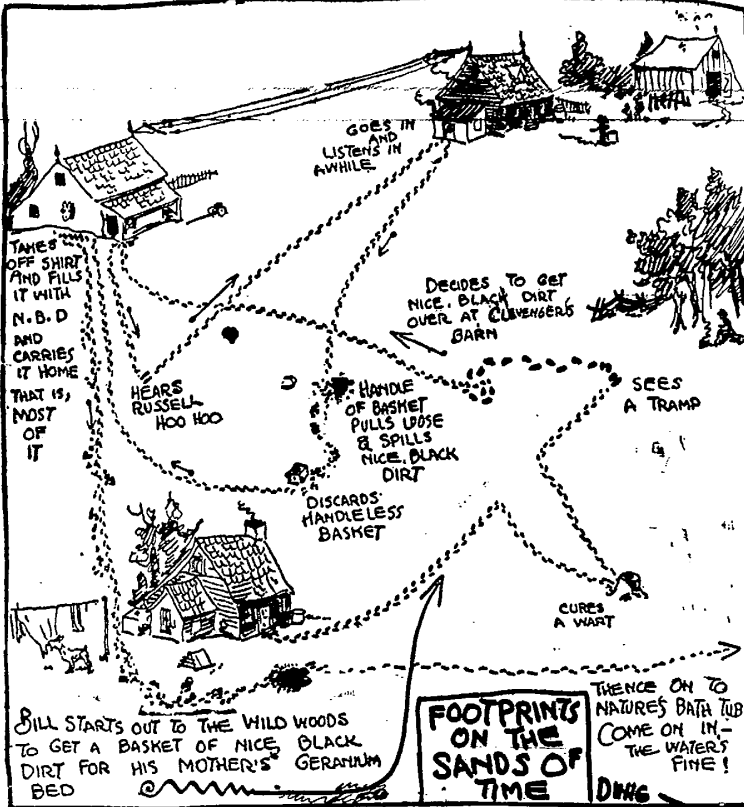 BILL STARTS OUT TO THE WILD WOODS
TO GET A BASKET OF NICE, BLACK
DIRT FOR HIS MOTHER'S GERANIUM
BED
CURES
A WART
SEES
A TRAMP
DECIDES TO GET
NICE, BLACK DIRT
OVER AT CLEVENGER'S
BARN
HEARS
RUSSELL
HOO HOO
GOES IN
AND
LISTENS IN
AWHILE
HANDLE
OF BASKET
PULLS LOOSE
& SPILLS
NICE, BLACK
DIRT
DISCARDS
HANDLELESS
BASKET
TAKES
OFF SHIRT
AND FILLS
IT WITH
N.B.D
AND
CARRIES
IT HOME
THAT IS,
MOST
OF
IT
THENCE ON TO
NATURE'S BATH TUB
COME ON IN,—
THE WATER'S
FINE!
FOOTPRINTS
ON THE
SANDS OF
TIME
DWIG